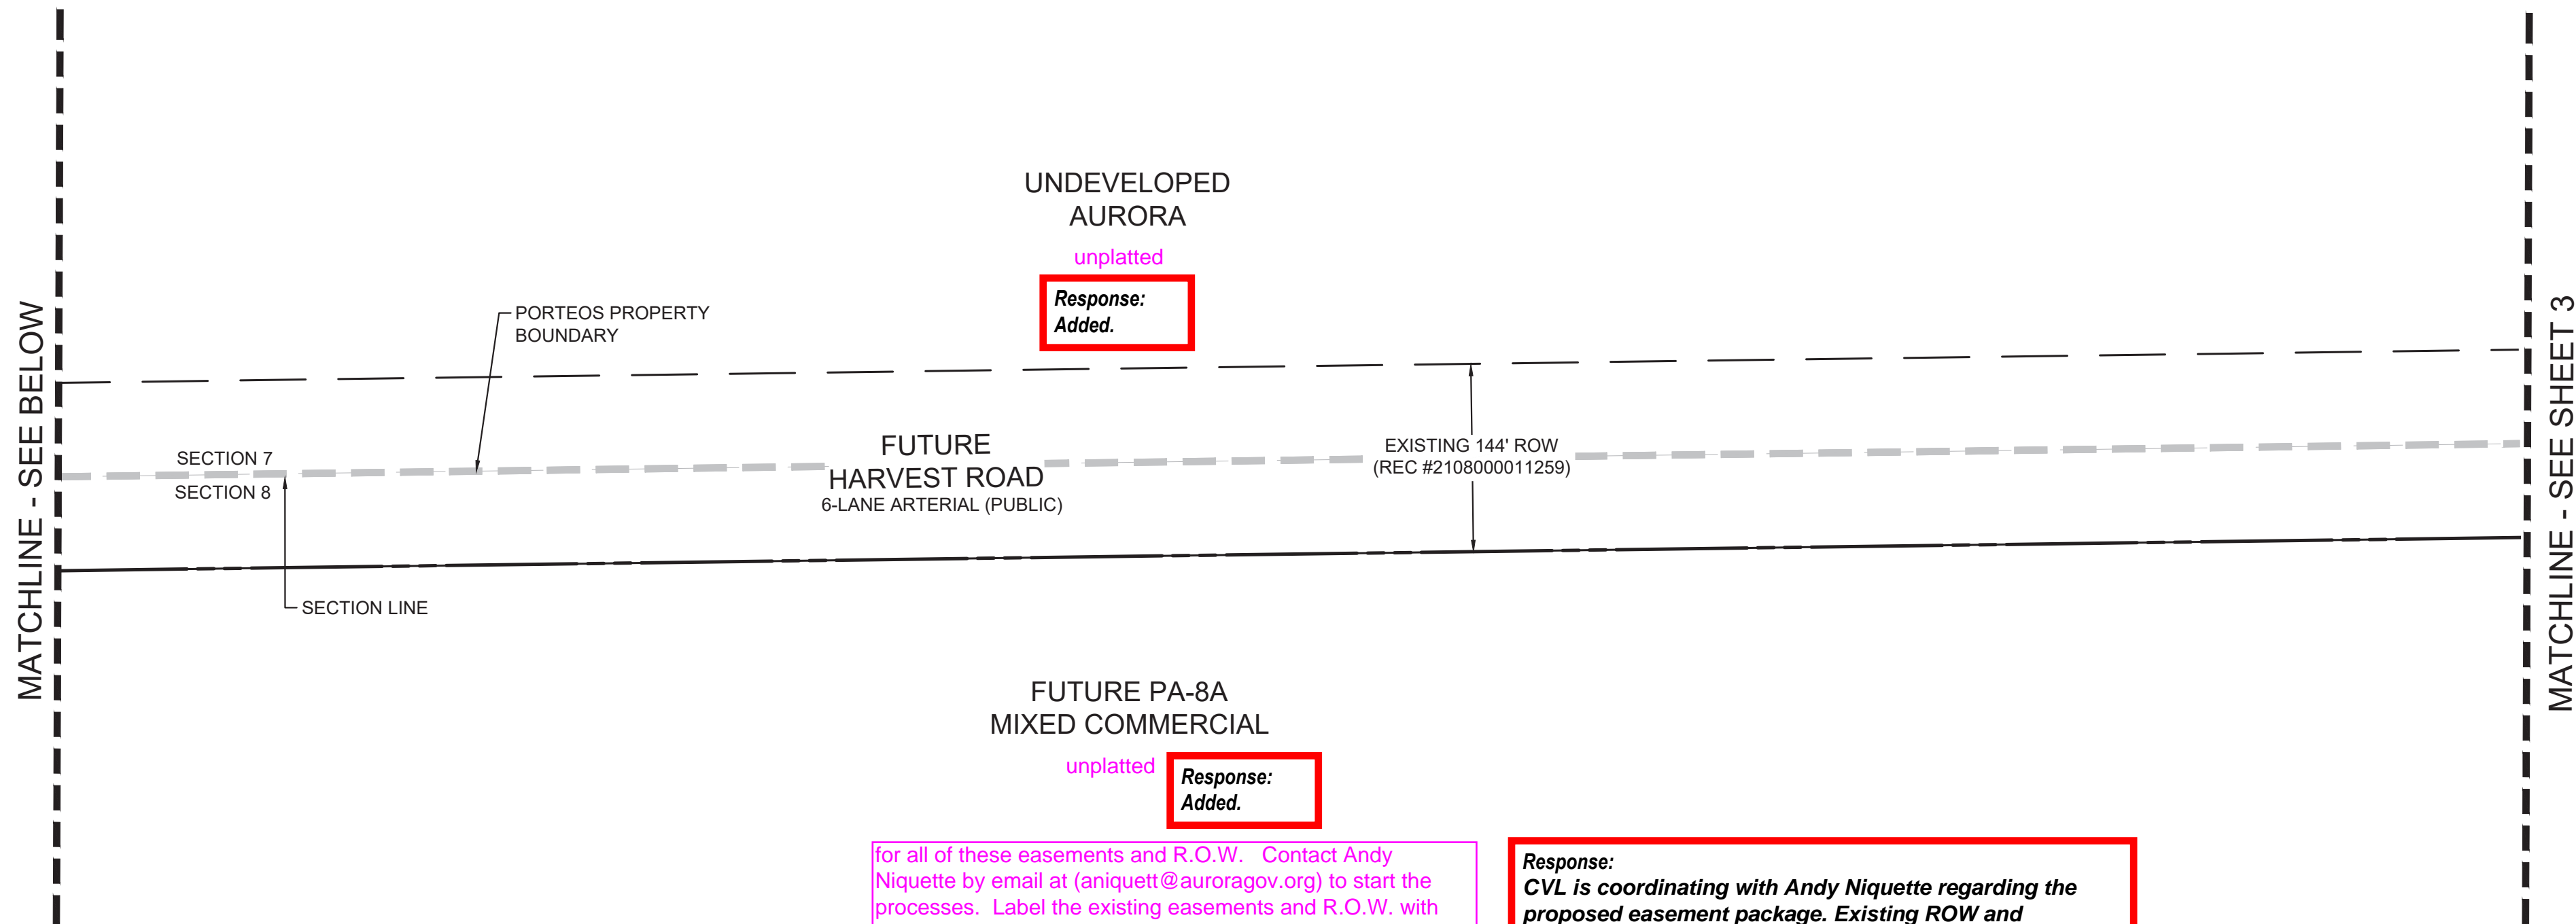 UNDEVELOPED
AURORA
unplatted
Response:
Added.
PORTEOS PROPERTY
BOUNDARY
MATCHLINE - SEE BELOW
MATCHLINE - SEE SHEET 3
SECTION 7
SECTION 8
FUTURE
HARVEST ROAD
6-LANE ARTERIAL (PUBLIC)
EXISTING 144' ROW
(REC #2108000011259)
SECTION LINE
FUTURE PA-8A
MIXED COMMERCIAL
unplatted
Response:
Added.
for all of these easements and R.O.W. Contact Andy
Niquette by email at (aniquett@auroragov.org) to start the
processes. Label the existing easements and R.O.W. with
Response:
CVL is coordinating with Andy Niquette regarding the
proposed easement package. Existing ROW and